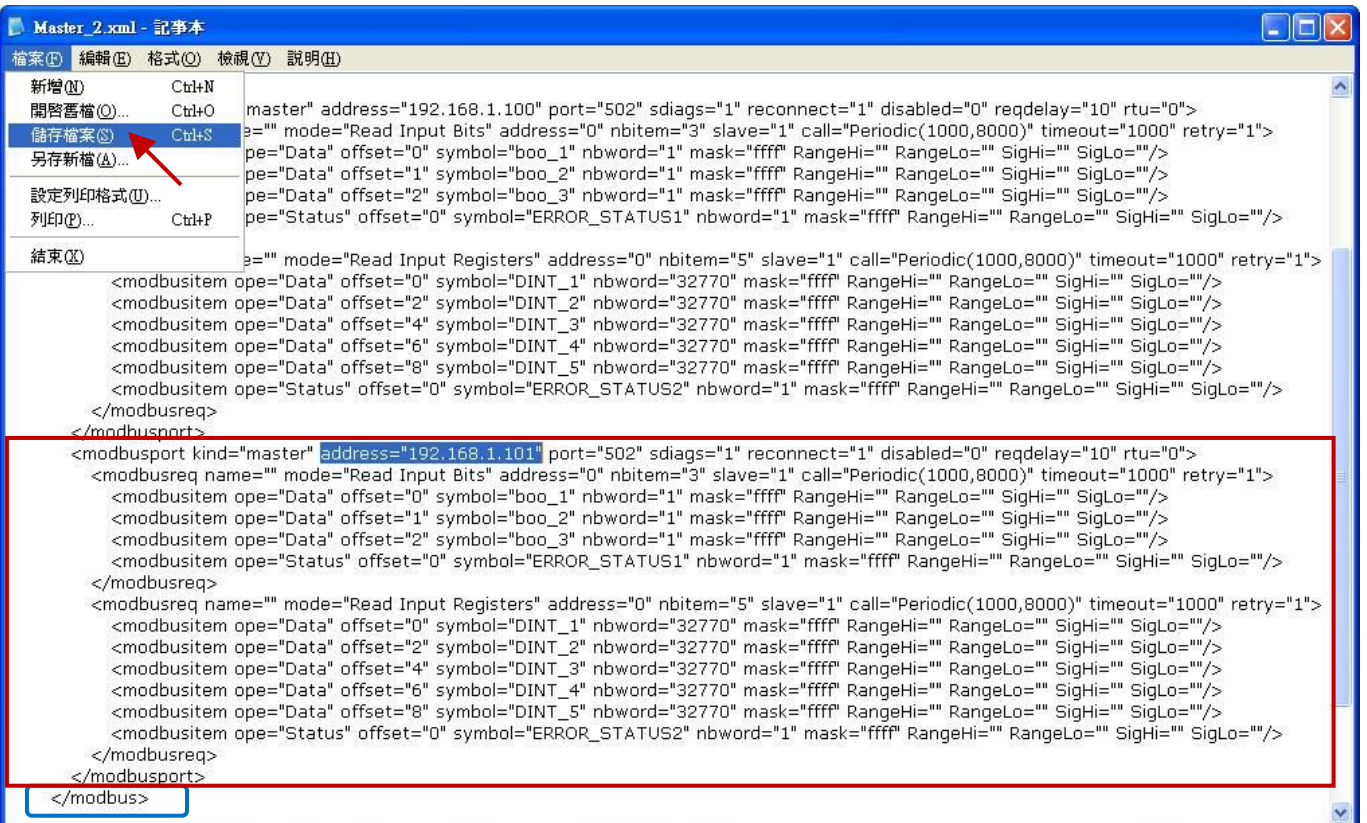 Master_2.xml - 記事本
檔案(F) 編輯(E) 格式(O) 檢視(V) 說明(H)
新增(N) Ctrl+N
開啓舊檔(O)... Ctrl+O
master" address="192.168.1.100" port="502" sdiags="1" reconnect="1" disabled="0" reqdelay="10" rtu="0">
儲存檔案(S) Ctrl+S
e="" mode="Read Input Bits" address="0" nbitem="3" slave="1" call="Periodic(1000,8000)" timeout="1000" retry="1">
另存新檔(A)...
pe="Data" offset="0" symbol="boo_1" nbword="1" mask="ffff" RangeHi="" RangeLo="" SigHi="" SigLo=""/>
pe="Data" offset="1" symbol="boo_2" nbword="1" mask="ffff" RangeHi="" RangeLo="" SigHi="" SigLo=""/>
設定列印格式(U)...
pe="Data" offset="2" symbol="boo_3" nbword="1" mask="ffff" RangeHi="" RangeLo="" SigHi="" SigLo=""/>
列印(P)... Ctrl+P
pe="Status" offset="0" symbol="ERROR_STATUS1" nbword="1" mask="ffff" RangeHi="" RangeLo="" SigHi="" SigLo=""/>
結束(X)
e="" mode="Read Input Registers" address="0" nbitem="5" slave="1" call="Periodic(1000,8000)" timeout="1000" retry="1">
<modbusitem ope="Data" offset="0" symbol="DINT_1" nbword="32770" mask="ffff" RangeHi="" RangeLo="" SigHi="" SigLo=""/>
<modbusitem ope="Data" offset="2" symbol="DINT_2" nbword="32770" mask="ffff" RangeHi="" RangeLo="" SigHi="" SigLo=""/>
<modbusitem ope="Data" offset="4" symbol="DINT_3" nbword="32770" mask="ffff" RangeHi="" RangeLo="" SigHi="" SigLo=""/>
<modbusitem ope="Data" offset="6" symbol="DINT_4" nbword="32770" mask="ffff" RangeHi="" RangeLo="" SigHi="" SigLo=""/>
<modbusitem ope="Data" offset="8" symbol="DINT_5" nbword="32770" mask="ffff" RangeHi="" RangeLo="" SigHi="" SigLo=""/>
<modbusitem ope="Status" offset="0" symbol="ERROR_STATUS2" nbword="1" mask="ffff" RangeHi="" RangeLo="" SigHi="" SigLo=""/>
</modbusreq>
</modbusport>
<modbusport kind="master" address="192.168.1.101" port="502" sdiags="1" reconnect="1" disabled="0" reqdelay="10" rtu="0">
<modbusreq name="" mode="Read Input Bits" address="0" nbitem="3" slave="1" call="Periodic(1000,8000)" timeout="1000" retry="1">
<modbusitem ope="Data" offset="0" symbol="boo_1" nbword="1" mask="ffff" RangeHi="" RangeLo="" SigHi="" SigLo=""/>
<modbusitem ope="Data" offset="1" symbol="boo_2" nbword="1" mask="ffff" RangeHi="" RangeLo="" SigHi="" SigLo=""/>
<modbusitem ope="Data" offset="2" symbol="boo_3" nbword="1" mask="ffff" RangeHi="" RangeLo="" SigHi="" SigLo=""/>
<modbusitem ope="Status" offset="0" symbol="ERROR_STATUS1" nbword="1" mask="ffff" RangeHi="" RangeLo="" SigHi="" SigLo=""/>
</modbusreq>
<modbusreq name="" mode="Read Input Registers" address="0" nbitem="5" slave="1" call="Periodic(1000,8000)" timeout="1000" retry="1">
<modbusitem ope="Data" offset="0" symbol="DINT_1" nbword="32770" mask="ffff" RangeHi="" RangeLo="" SigHi="" SigLo=""/>
<modbusitem ope="Data" offset="2" symbol="DINT_2" nbword="32770" mask="ffff" RangeHi="" RangeLo="" SigHi="" SigLo=""/>
<modbusitem ope="Data" offset="4" symbol="DINT_3" nbword="32770" mask="ffff" RangeHi="" RangeLo="" SigHi="" SigLo=""/>
<modbusitem ope="Data" offset="6" symbol="DINT_4" nbword="32770" mask="ffff" RangeHi="" RangeLo="" SigHi="" SigLo=""/>
<modbusitem ope="Data" offset="8" symbol="DINT_5" nbword="32770" mask="ffff" RangeHi="" RangeLo="" SigHi="" SigLo=""/>
<modbusitem ope="Status" offset="0" symbol="ERROR_STATUS2" nbword="1" mask="ffff" RangeHi="" RangeLo="" SigHi="" SigLo=""/>
</modbusreq>
</modbusport>
</modbus>